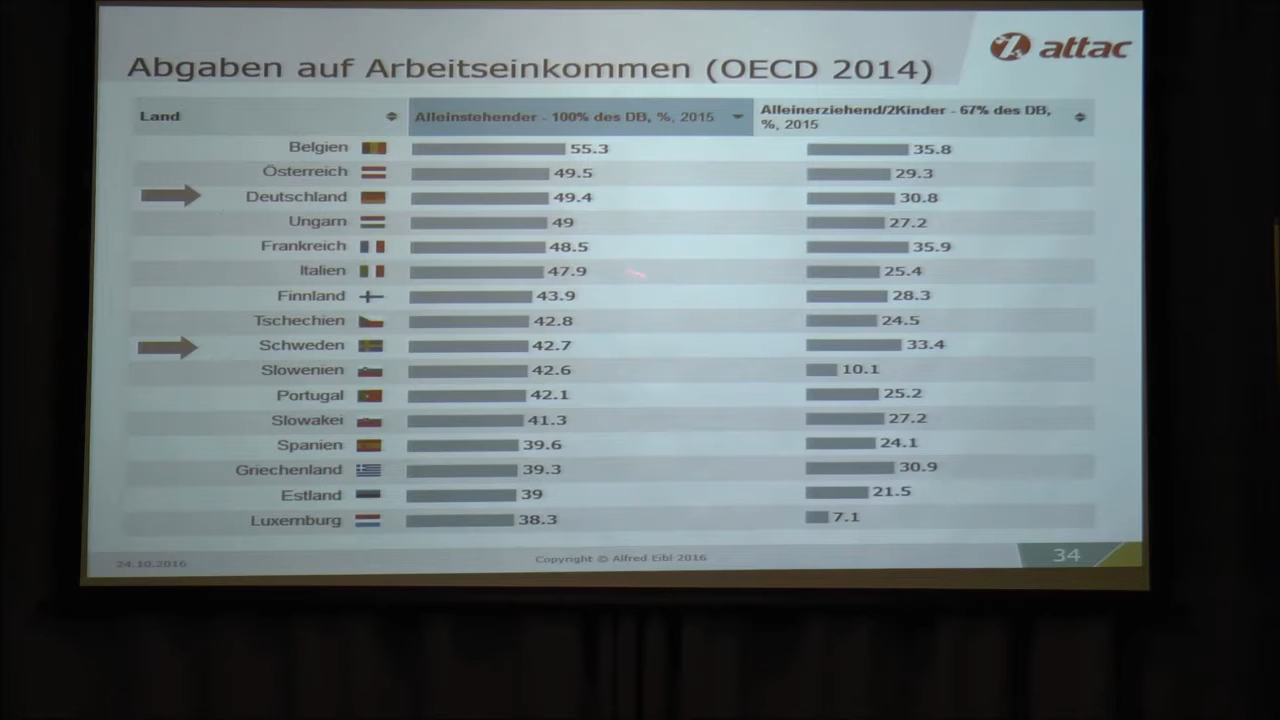 attac
Abgaben auf Arbeitseinkommen (OECD 2014)
Land
Alleinstehender - 100% des DB, %, 2015
Alleinerziehend/2Kinder - 67% des DB,
%, 2015
Belgien 55.3 35.8
Österreich 49.5 29.3
Deutschland 49.4 30.8
Ungarn 49 27.2
Frankreich 48.5 35.9
Italien 47.9 25.4
Finnland 43.9 28.3
Tschechien 42.8 24.5
Schweden 42.7 33.4
Slowenien 42.6 10.1
Portugal 42.1 25.2
Slowakei 41.3 27.2
Spanien 39.6 24.1
Griechenland 39.3 30.9
Estland 39 21.5
Luxemburg 38.3 7.1
24.10.2016
Copyright © Alfred Eibl 2016
34